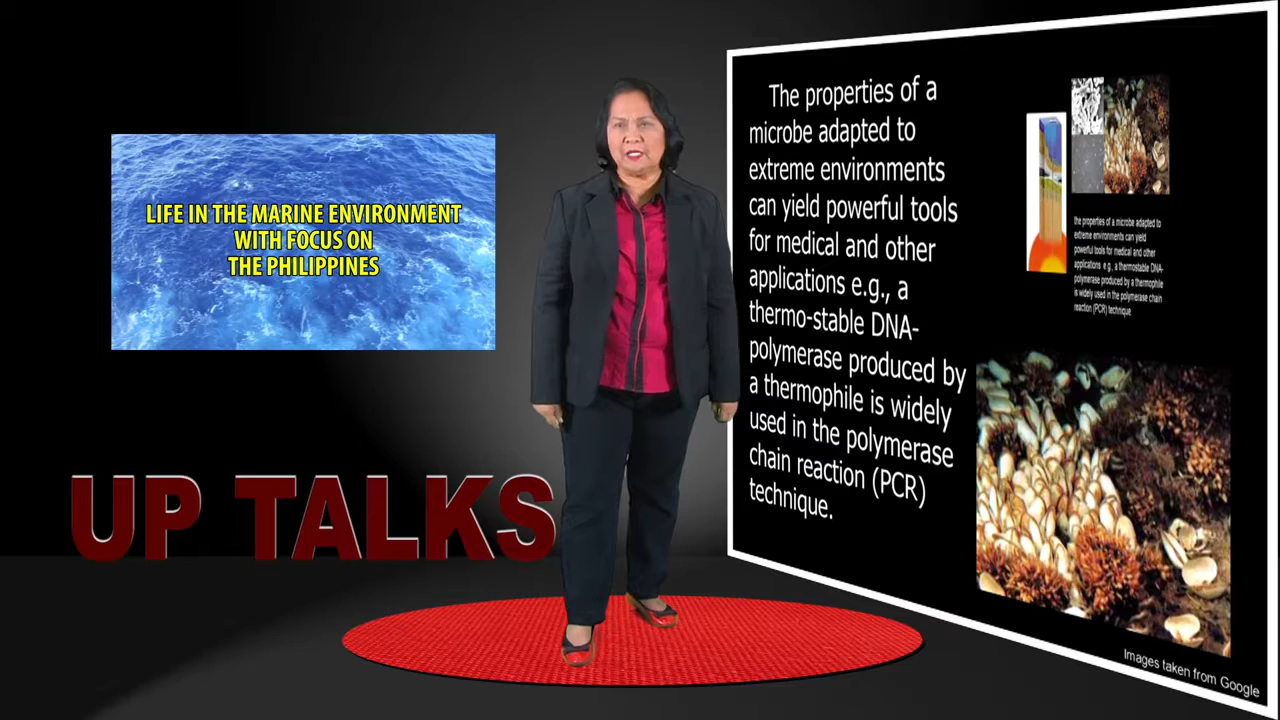 LIFE IN THE MARINE ENVIRONMENT
WITH FOCUS ON
THE PHILIPPINES
UP TALKS
The properties of a
microbe adapted to
extreme environments
can yield powerful tools
for medical and other
applications e.g., a
thermo-stable DNA-
polymerase produced by
a thermophile is widely
used in the polymerase
chain reaction (PCR)
technique.
the properties of a microbe adapted to
extreme environments can yield
powerful tools for medical and other
applications e.g., a thermostable DNA-
polymerase produced by a thermophile
is widely used in the polymerase chain
reaction (PCR) technique
Images taken from Google